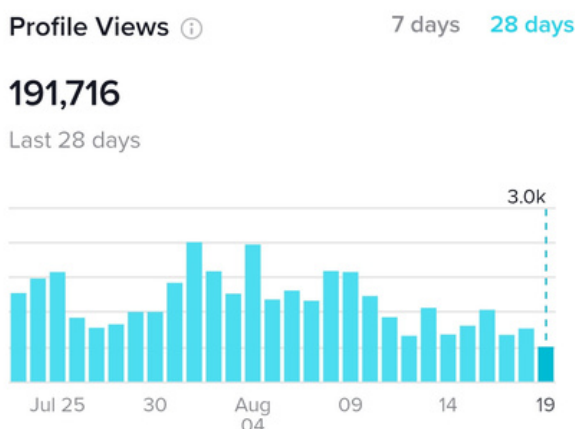 Profile Views
7 days
28 days
191,716
Last 28 days
3.0k
Jul 25
30
Aug
04
09
14
19